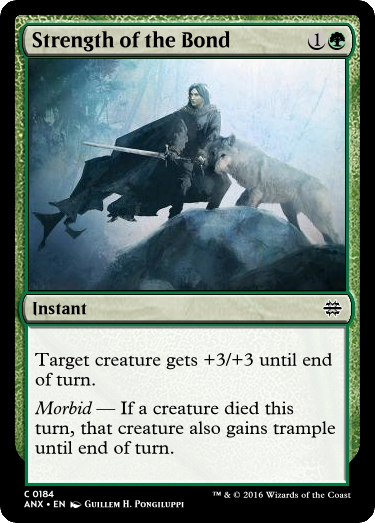 Strength of the Bond 1
Instant
Target creature gets +3/+3 until end
of turn.
Morbid — If a creature died this
turn, that creature also gains trample
until end of turn.
C 0184
ANX • EN Guillem H. Pongiluppi
™ & © 2016 Wizards of the Coast